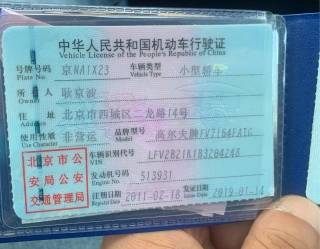 中华人民共和国机动车行驶证
Vehicle License of the People's Republic of China
号牌号码 京NA1X23 车辆类型 小型轿车
Plate No. Vehicle Type
所有人 耿京波
Owner
住址 北京市西城区二龙路14号
Address
使用性质 非营运 品牌型号 高尔夫牌FV7164FATG
Use Character Model
北京市公
安局公安
交通管理局
车辆识别代号 LFV2B21K1B3204248
VIN
发动机号码 513931
Engine No.
注册日期 2011-02-16 发证日期 2019-01-14